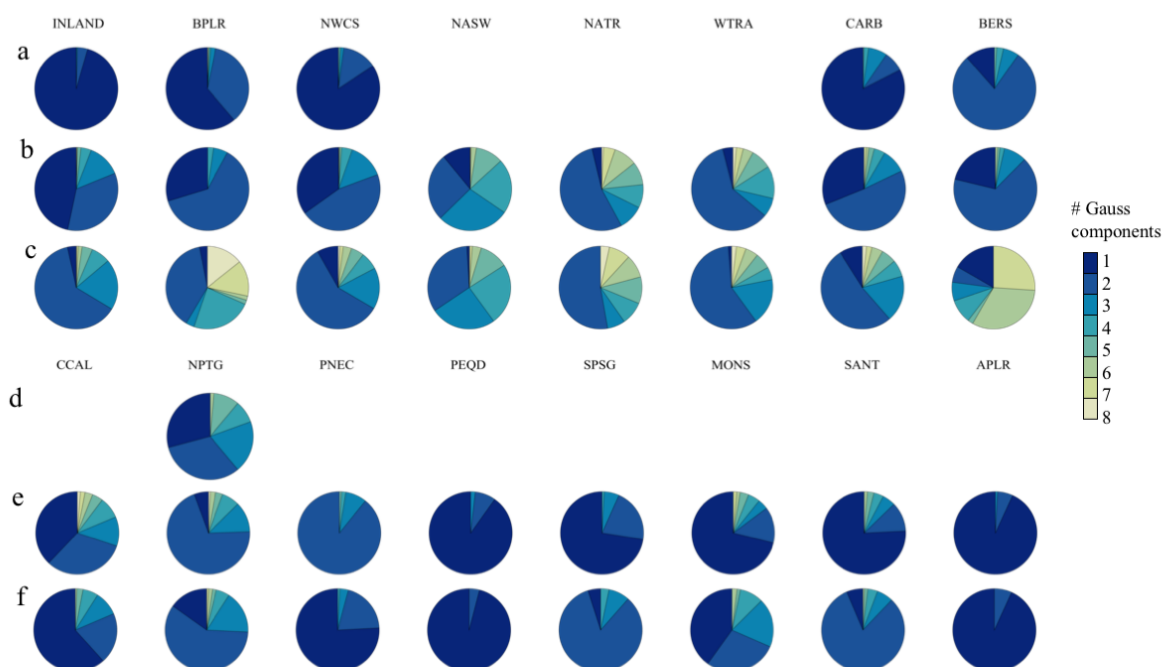 INLAND BPLR NWCS NASW NATR WTRA CARB BERS
a
b
c
# Gauss
components
1
2
3
4
5
6
7
8
CCAL NPTG PNEC PEQD SPSG MONS SANT APLR
d
e
f